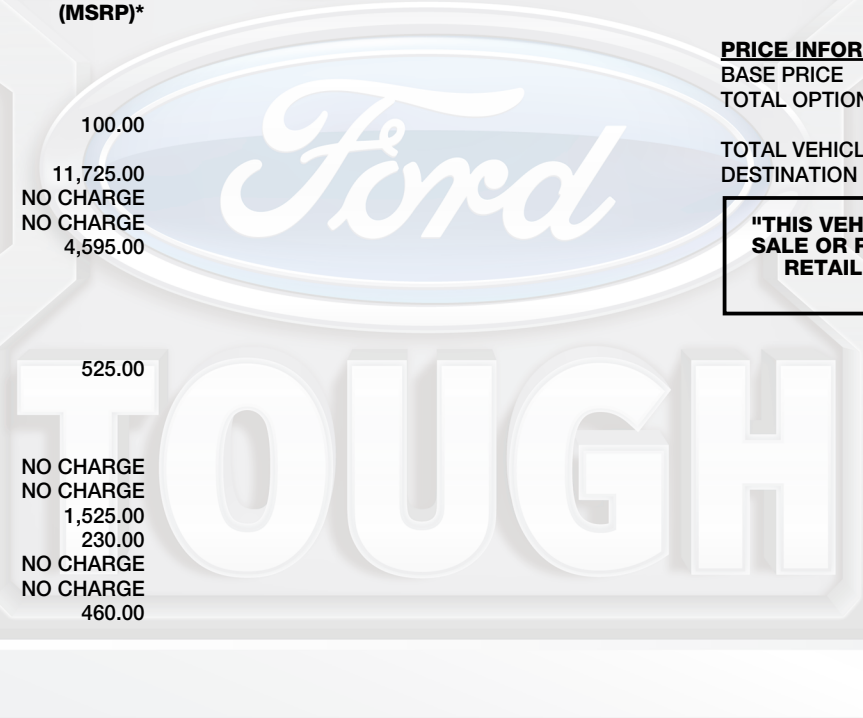 (MSRP)*
100.00
11,725.00
NO CHARGE
NO CHARGE
4,595.00
525.00
NO CHARGE
NO CHARGE
1,525.00
230.00
NO CHARGE
NO CHARGE
460.00
Ford
TOUGH
PRICE INFOR
BASE PRICE
TOTAL OPTION
TOTAL VEHICL
DESTINATION
"THIS VEH
SALE OR
RETAIL